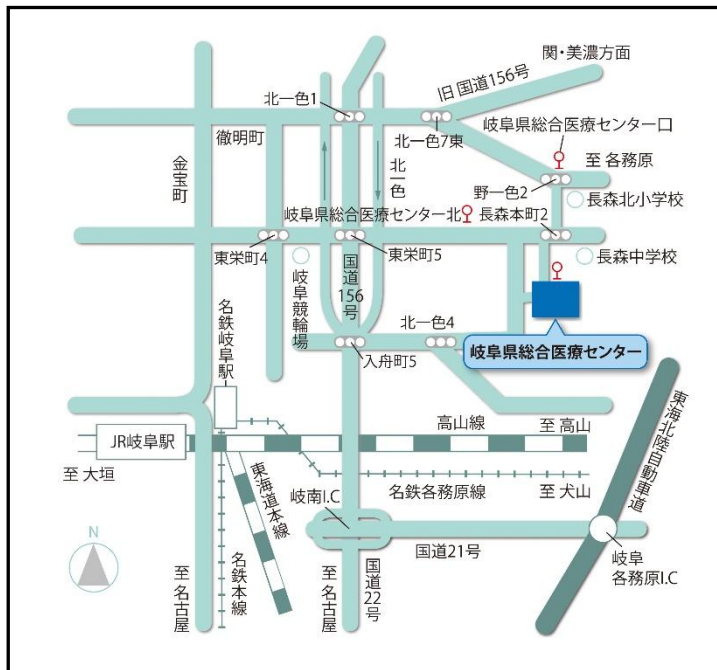 関・美濃方面
旧 国道156号
北一色1
徹明町
北一色7東
岐阜県総合医療センター口
至 各務原
金宝町
北一色
野一色2
長森北小学校
岐阜県総合医療センター北
長森本町2
東栄町4
東栄町5
長森中学校
国道156号
岐阜競輪場
名鉄岐阜駅
北一色4
入舟町5
岐阜県総合医療センター
東海北陸自動車道
高山線
至 高山
JR岐阜駅
至 大垣
東海道本線
名鉄各務原線
至 犬山
岐南I.C
国道21号
岐阜
各務原I.C
N
至 名古屋
名鉄本線
至 名古屋
国道22号